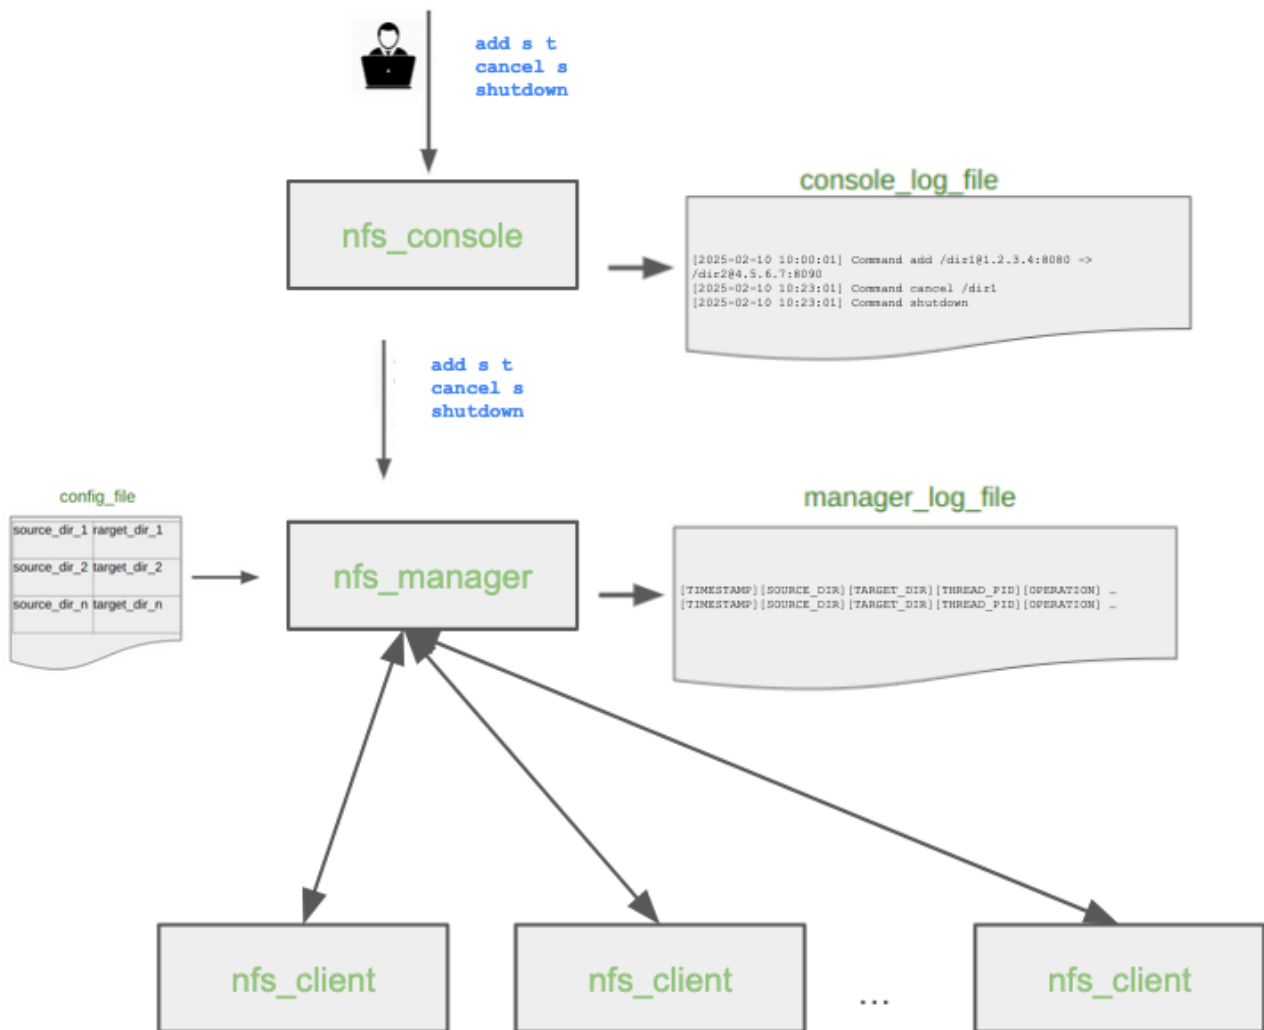 add s t
cancel s
shutdown
nfs_console
console_log_file
[2025-02-10 10:00:01] Command add /dir1@1.2.3.4:8080 ->
/dir2@4.5.6.7:8090
[2025-02-10 10:23:01] Command cancel /dir1
[2025-02-10 10:23:01] Command shutdown
add s t
cancel s
shutdown
config_file
source_dir_1 rarget_dir_1
source_dir_2 target_dir_2
source_dir_n target_dir_n
nfs_manager
manager_log_file
[TIMESTAMP][SOURCE_DIR][TARGET_DIR][THREAD_PID][OPERATION] …
[TIMESTAMP][SOURCE_DIR][TARGET_DIR][THREAD_PID][OPERATION] …
nfs_client
nfs_client
...
nfs_client